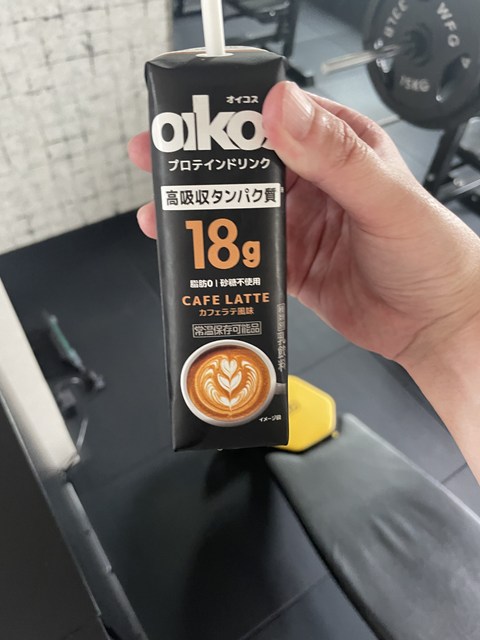 オイコス
oiko
プロテインドリンク
高吸収タンパク質
18g
脂肪0 | 砂糖不使用
CAFE LATTE
カフェラテ風味
常温保存可能品
イメージ図
WFG
15KG